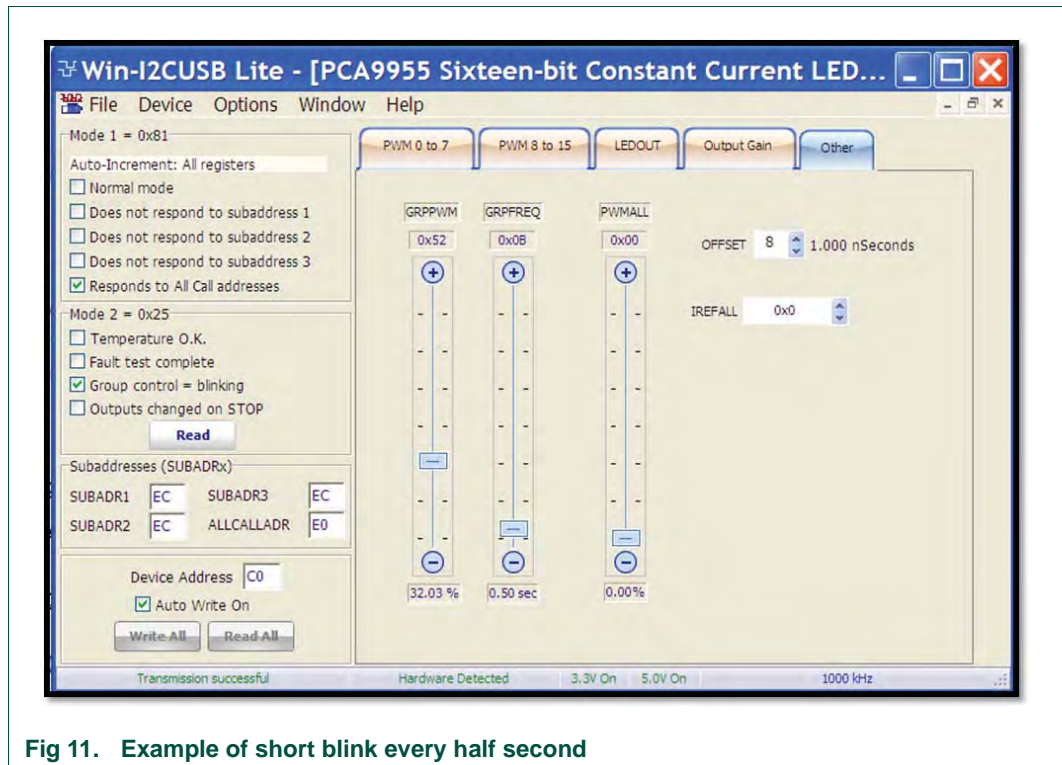 Win-I2CUSB Lite - [PCA9955 Sixteen-bit Constant Current LED...
File Device Options Window Help
Mode 1 = 0x81
Auto-Increment: All registers
Normal mode
Does not respond to subaddress 1
Does not respond to subaddress 2
Does not respond to subaddress 3
Responds to All Call addresses
Mode 2 = 0x25
Temperature O.K.
Fault test complete
Group control = blinking
Outputs changed on STOP
Read
Subaddresses (SUBADRx)
SUBADR1 EC SUBADR3 EC
SUBADR2 EC ALLCALLADR E0
Device Address C0
Auto Write On
Write All Read All
PWM 0 to 7 PWM 8 to 15 LEDOUT Output Gain Other
GRPPWM GRPFREQ PWMALL
0x52 0x0B 0x00
OFFSET 8 1.000 nSeconds
IREFALL 0x0
32.03 % 0.50 sec 0.00%
Transmission successful Hardware Detected 3.3V On 5.0V On 1000 kHz
Fig 11. Example of short blink every half second